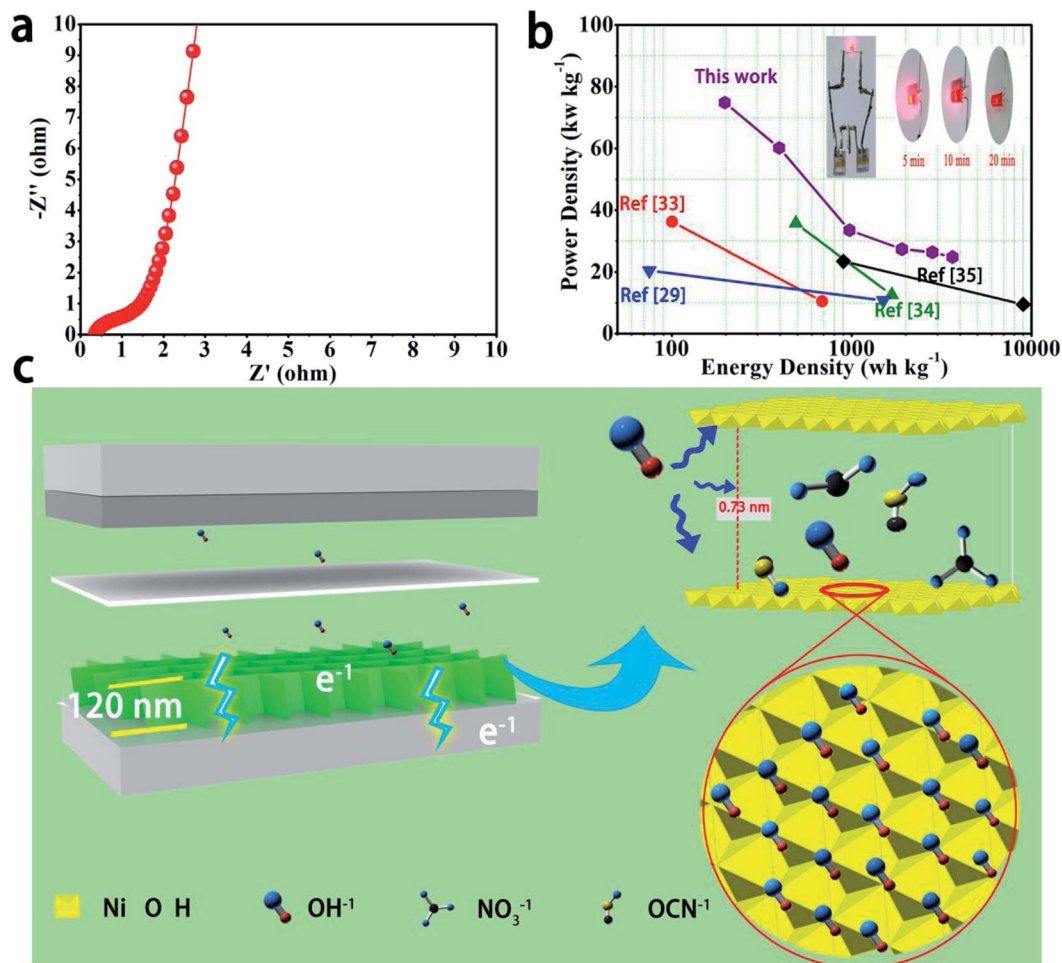 a
10
9
8
7
6
5
4
3
2
1
0
-Z'' (ohm)
0 1 2 3 4 5 6 7 8 9 10
Z' (ohm)
b
100
80
60
40
20
0
Power Density (kw kg-1)
This work
Ref [33]
Ref [29]
Ref [34]
Ref [35]
5 min
10 min
20 min
100 1000 10000
Energy Density (wh kg-1)
c
120 nm
e-1
e-1
0.73 nm
Ni O H
OH-1
NO3-1
OCN-1